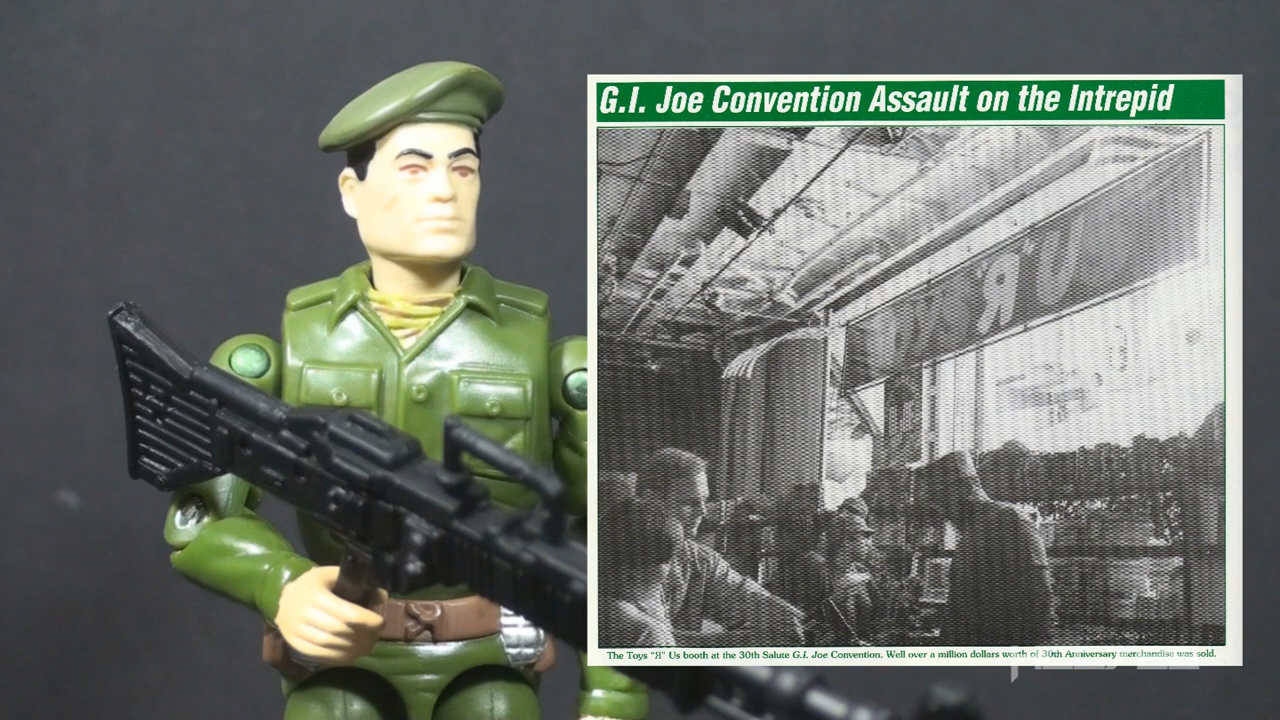 G.I. Joe Convention Assault on the Intrepid
Я U
The Toys "Я" Us booth at the 30th Salute G.I. Joe Convention. Well over a million dollars worth of 30th Anniversary merchandise was sold.